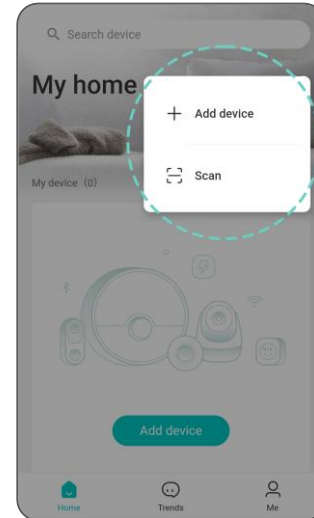 Search device
My home
Add device
Scan
My device (0)
Add device
Home
Trends
Me